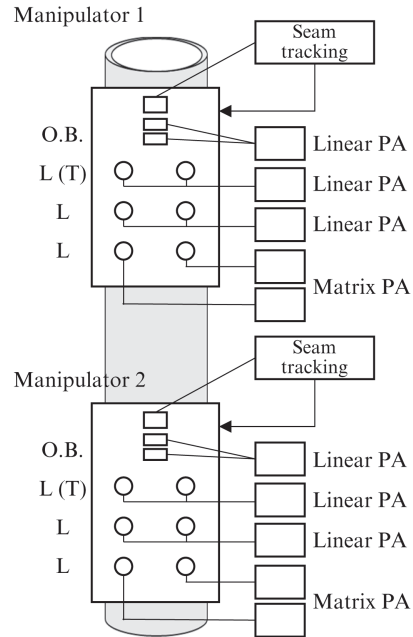 Manipulator 1
Seam
tracking
O.B.
Linear PA
L (T)
Linear PA
L
Linear PA
L
Matrix PA
Seam
tracking
Manipulator 2
O.B.
Linear PA
L (T)
Linear PA
L
Linear PA
L
Matrix PA